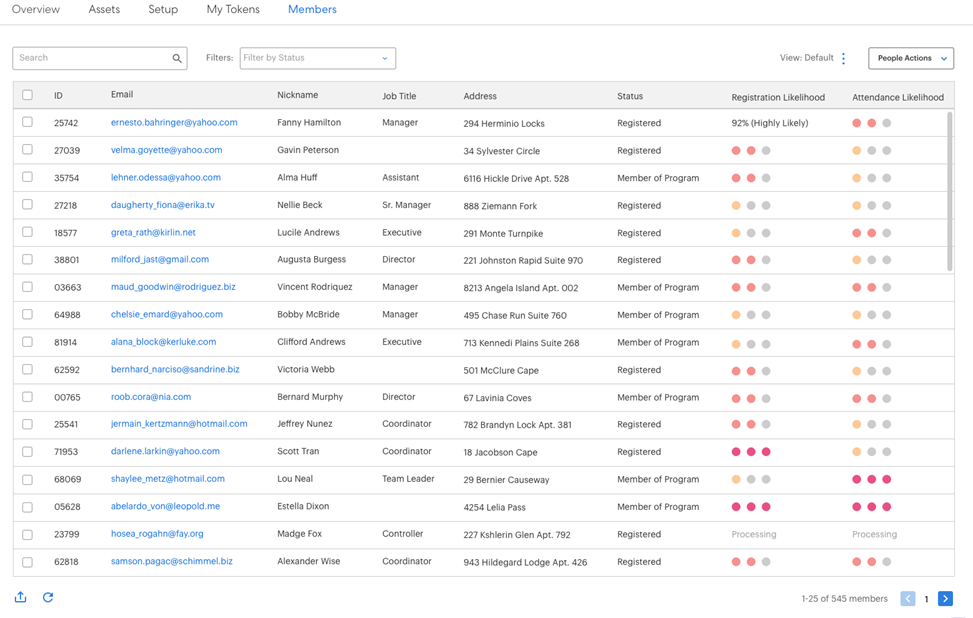 Overview Assets Setup My Tokens Members
Search Filters: Filter by Status View: Default People Actions
ID Email Nickname Job Title Address Status Registration Likelihood Attendance Likelihood
25742 ernesto.bahringer@yahoo.com Fanny Hamilton Manager 294 Herminio Locks Registered 92% (Highly Likely)
27039 velma.goyette@yahoo.com Gavin Peterson 34 Sylvester Circle Registered
35754 lehner.odessa@yahoo.com Alma Huff Assistant 6116 Hickle Drive Apt. 528 Member of Program
27218 daugherty_fiona@erika.tv Nellie Beck Sr. Manager 888 Ziemann Fork Registered
18577 greta_rath@kirlin.net Lucile Andrews Executive 291 Monte Turnpike Registered
38801 milford_jast@gmail.com Augusta Burgess Director 221 Johnston Rapid Suite 970 Registered
03663 maud_goodwin@rodriguez.biz Vincent Rodriquez Manager 8213 Angela Island Apt. 002 Member of Program
64988 chelsie_emard@yahoo.com Bobby McBride Manager 495 Chase Run Suite 760 Member of Program
81914 alana_block@kerluke.com Clifford Andrews Executive 713 Kennedi Plains Suite 268 Member of Program
62592 bernhard_narciso@sandrine.biz Victoria Webb 501 McClure Cape Registered
00765 roob.cora@nia.com Bernard Murphy Director 67 Lavinia Coves Member of Program
25541 jermain_kertzmann@hotmail.com Jeffrey Nunez Coordinator 782 Brandyn Lock Apt. 381 Registered
71953 darlene.larkin@yahoo.com Scott Tran Coordinator 18 Jacobson Cape Registered
68069 shaylee_metz@hotmail.com Lou Neal Team Leader 29 Bernier Causeway Member of Program
05628 abelardo_von@leopold.me Estella Dixon 4254 Lelia Pass Member of Program
23799 hosea_rogahn@fay.org Madge Fox Controller 227 Kshlerin Glen Apt. 792 Registered Processing Processing
62818 samson.pagac@schimmel.biz Alexander Wise Coordinator 943 Hildegard Lodge Apt. 426 Registered
1-25 of 545 members 1